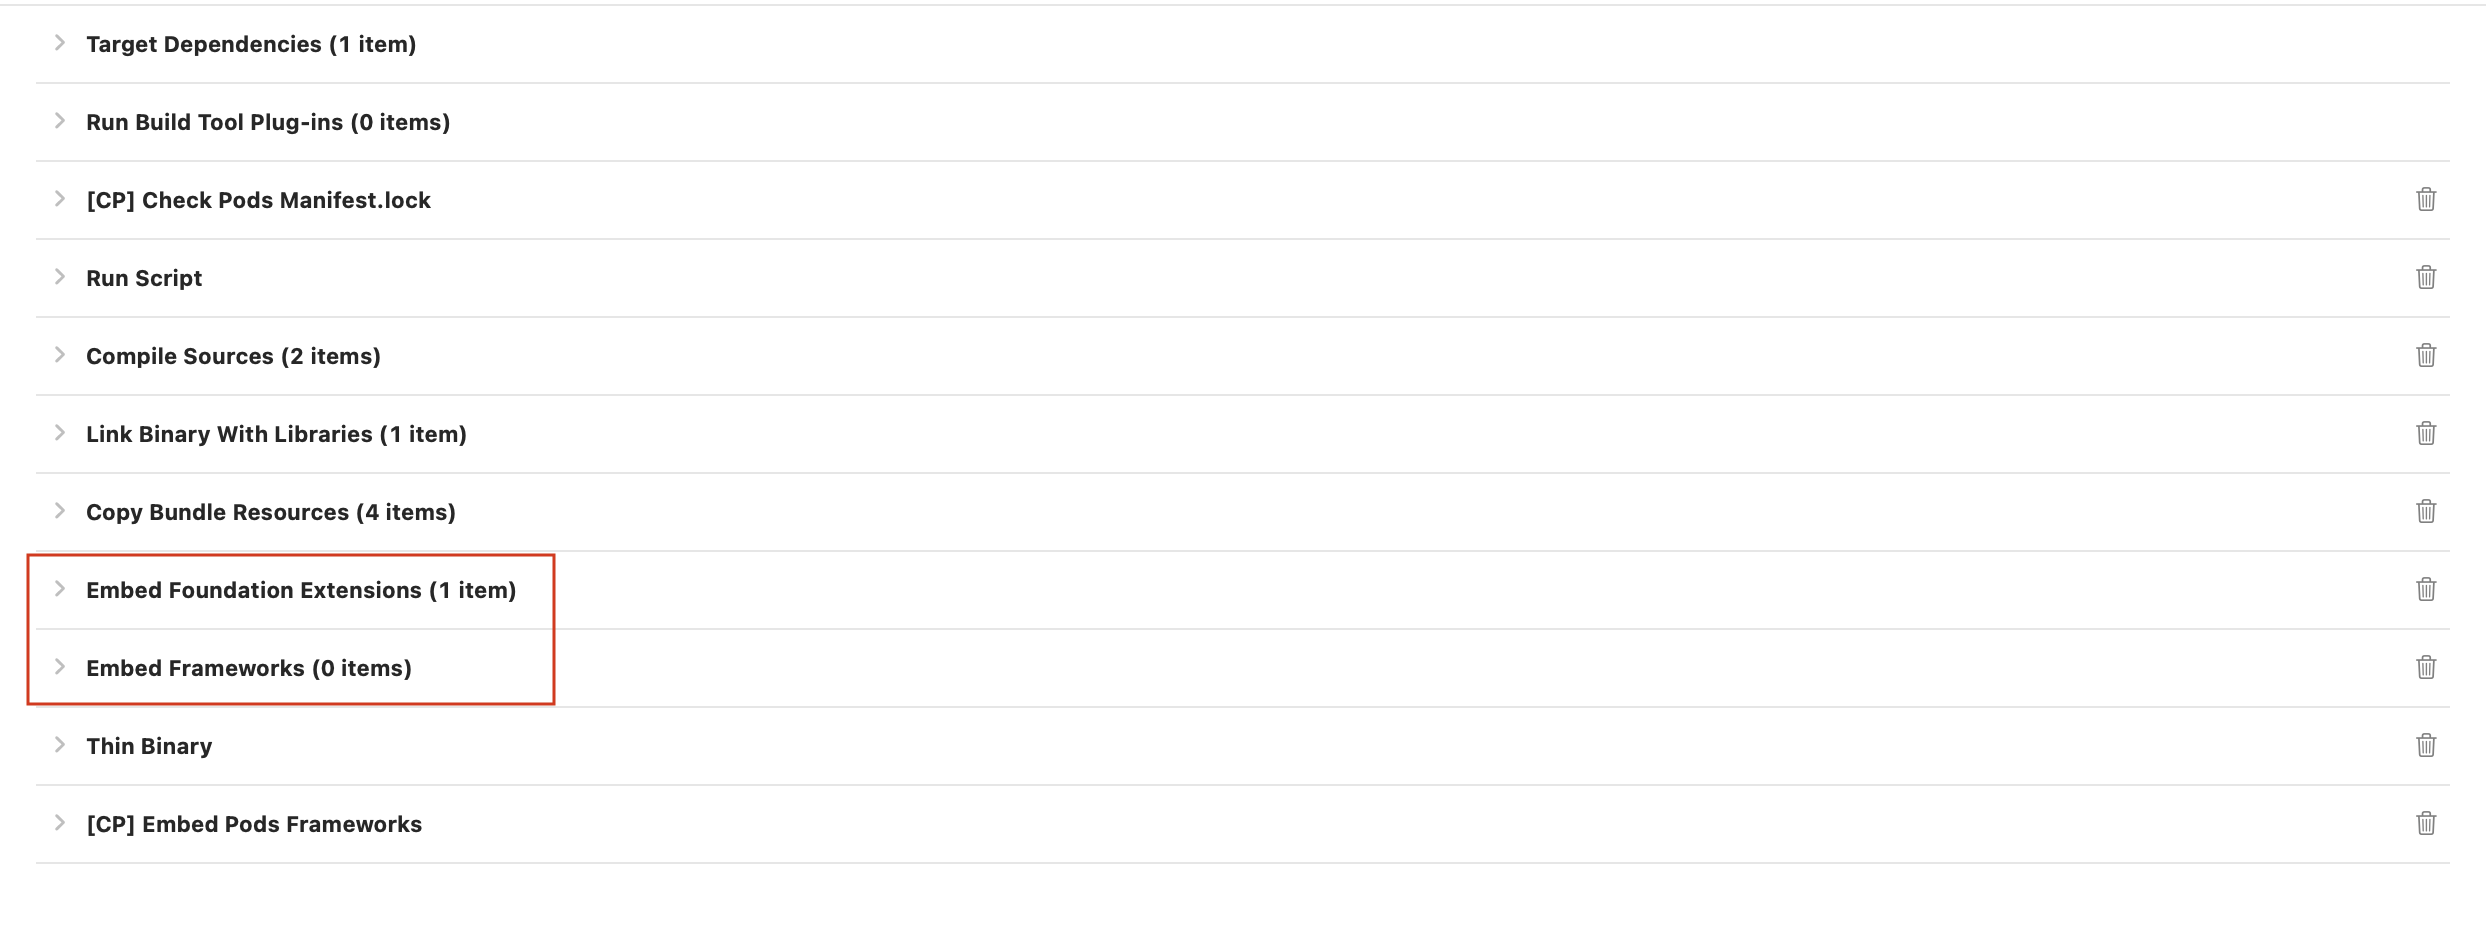 Target Dependencies (1 item)
Run Build Tool Plug-ins (0 items)
[CP] Check Pods Manifest.lock
Run Script
Compile Sources (2 items)
Link Binary With Libraries (1 item)
Copy Bundle Resources (4 items)
Embed Foundation Extensions (1 item)
Embed Frameworks (0 items)
Thin Binary
[CP] Embed Pods Frameworks